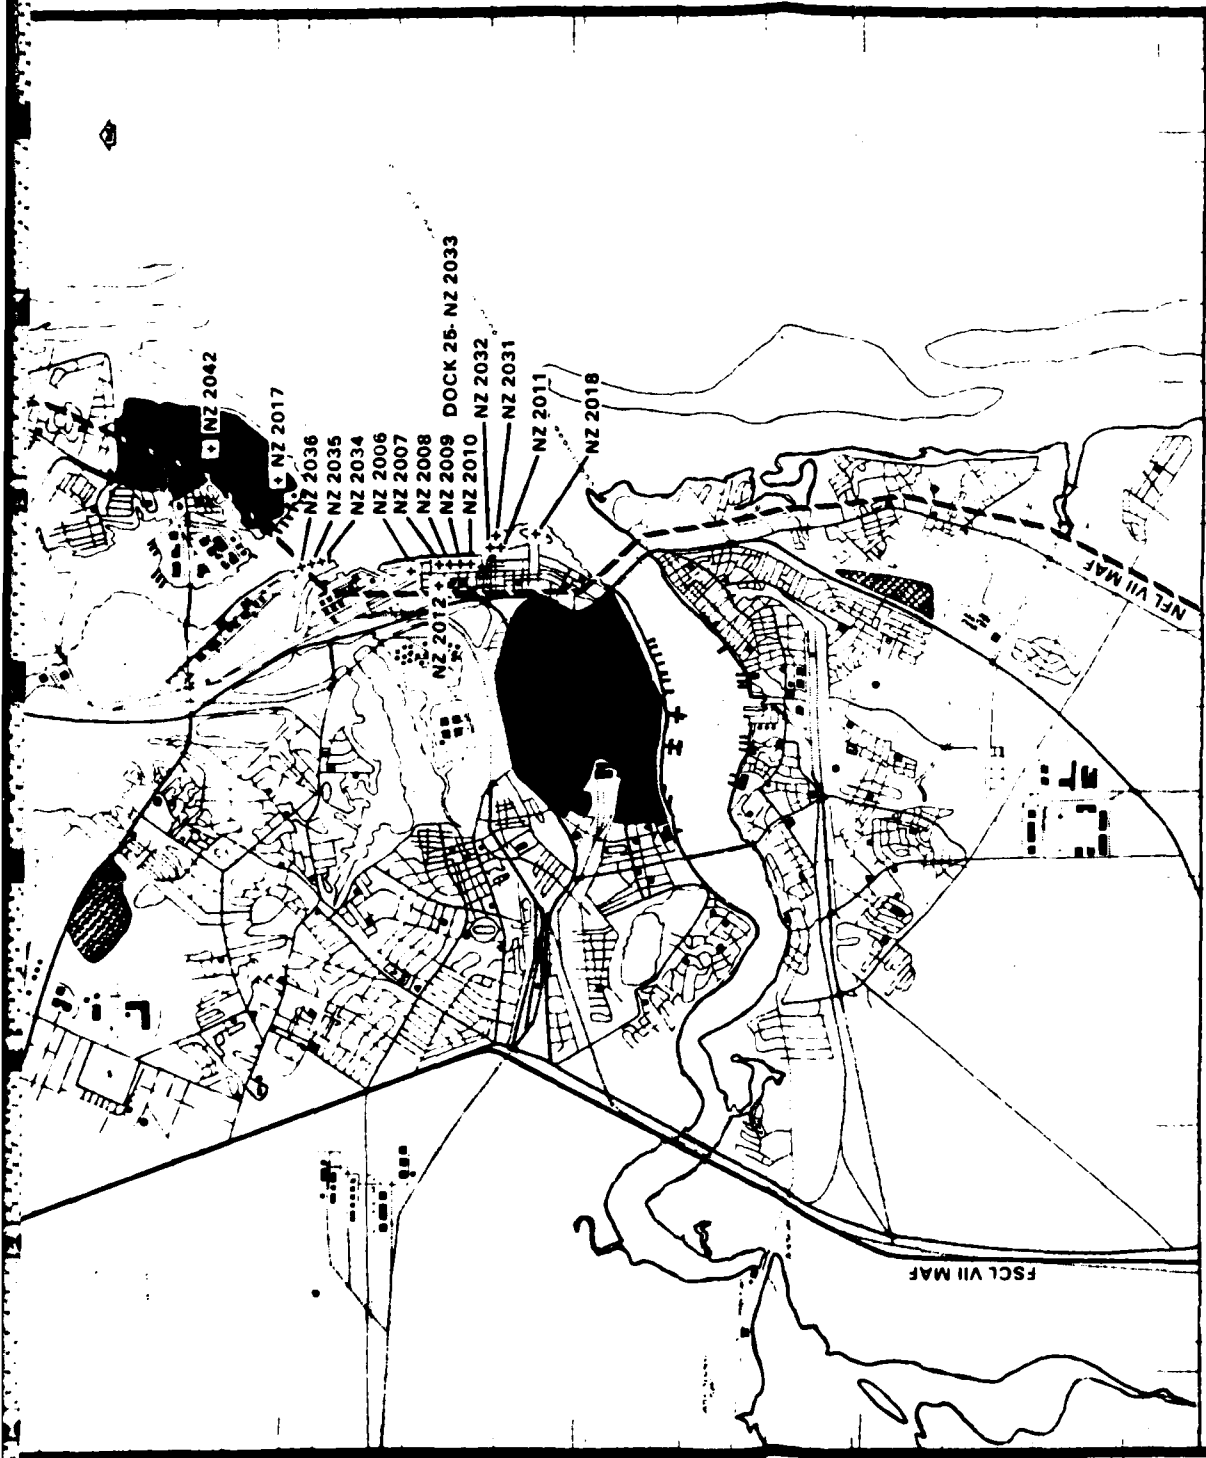 NZ 2042
NZ 2017
NZ 2036
NZ 2035
NZ 2034
NZ 2006
NZ 2007
NZ 2008
NZ 2009
NZ 2010
DOCK 25- NZ 2033
NZ 2032
NZ 2031
NZ 2011
NZ 2018
NZ 2012
NFL VII MAF
FSCL VII MAF